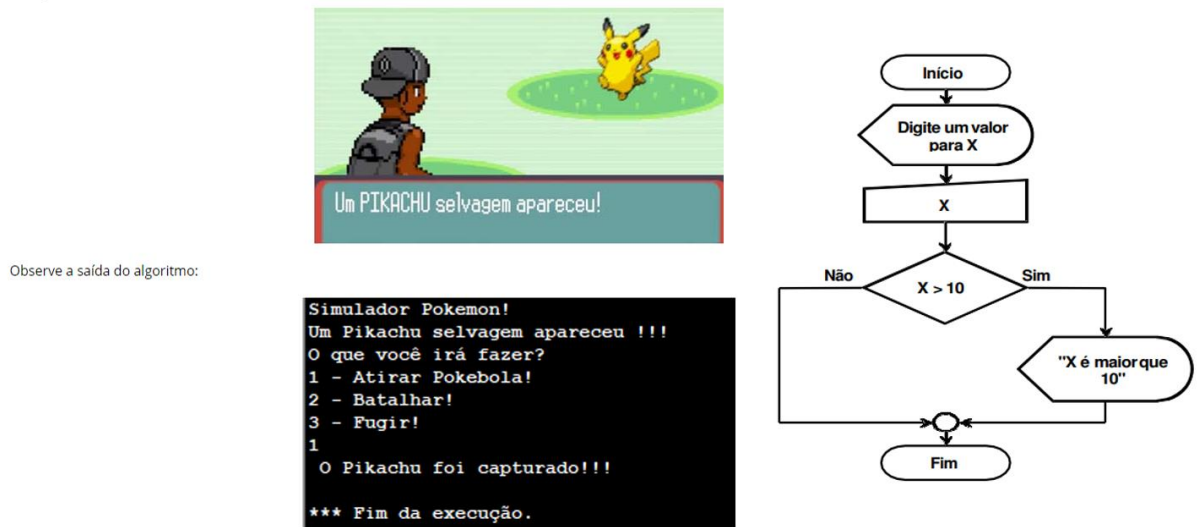 Um PIKACHU selvagem apareceu!
Observe a saída do algoritmo:
Simulador Pokemon!
Um Pikachu selvagem apareceu !!!
O que você irá fazer?
1 - Atirar Pokebola!
2 - Batalhar!
3 - Fugir!
1
O Pikachu foi capturado!!!
*** Fim da execução.
Início
Digite um valor
para X
X
Não
X > 10
Sim
"X é maior que
10"
Fim